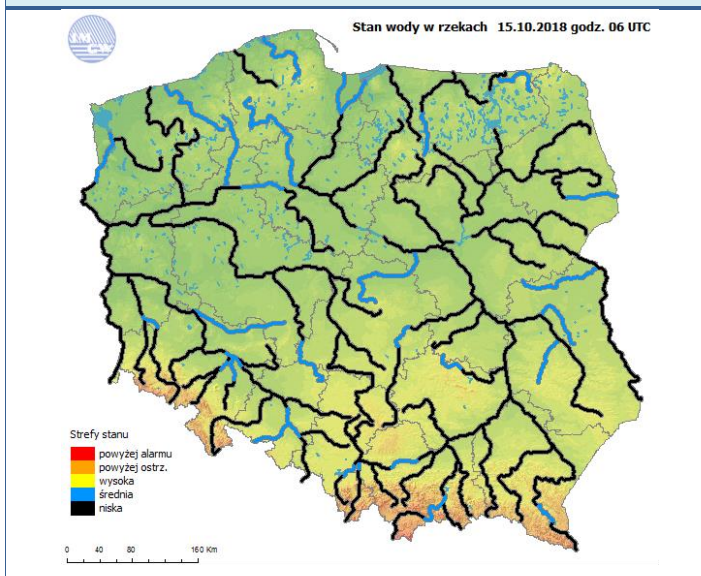 Stan wody w rzekach 15.10.2018 godz. 06 UTC
Strefy stanu
powyżej alarmu
powyżej ostrz.
wysoka
średnia
niska
0 40 80 120 160 Km